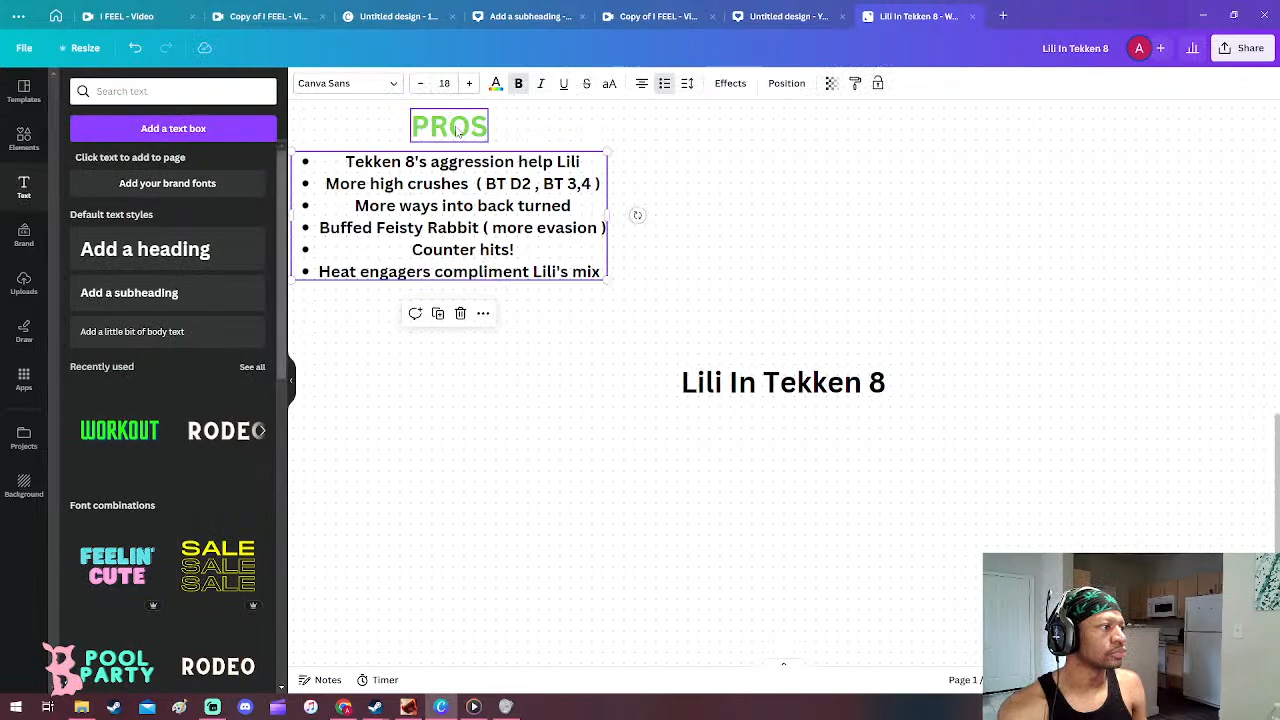 I FEEL - Video
Copy of I FEEL - Video
Untitled design - 1...
Add a subheading - ...
Copy of I FEEL - Video
Untitled design - Y...
Lili In Tekken 8 - W...
File
Resize
Lili In Tekken 8
A
Share
Canva Sans
18
B
I
U
S
aA
Effects
Position
Templates
Elements
Text
Brand
Uploads
Draw
Apps
Projects
Background
Search text
Add a text box
Click text to add to page
Add your brand fonts
Default text styles
Add a heading
Add a subheading
Add a little bit of body text
Recently used
See all
WORKOUT
RODEO
Font combinations
FEELIN'
CUTE
SALE
SALE
SALE
POOL
PARTY
RODEO
PROS
• Tekken 8's aggression help Lili
• More high crushes ( BT D2 , BT 3,4 )
• More ways into back turned
• Buffed Feisty Rabbit ( more evasion )
• Counter hits!
• Heat engagers compliment Lili's mix
Lili In Tekken 8
Notes
Timer
Page 1 /